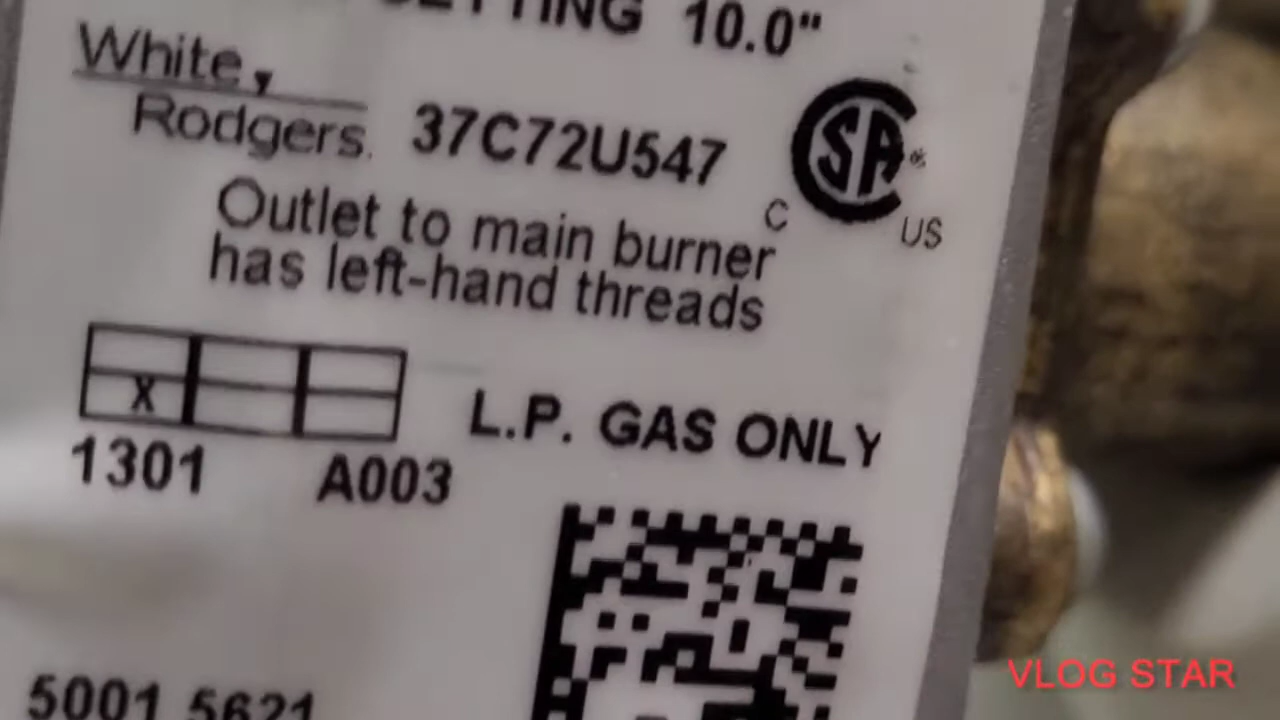 SETTING 10.0"
White,
Rodgers. 37C72U547
SA
C US
Outlet to main burner
has left-hand threads
X
1301 A003
L.P. GAS ONLY
5001 5621
VLOG STAR